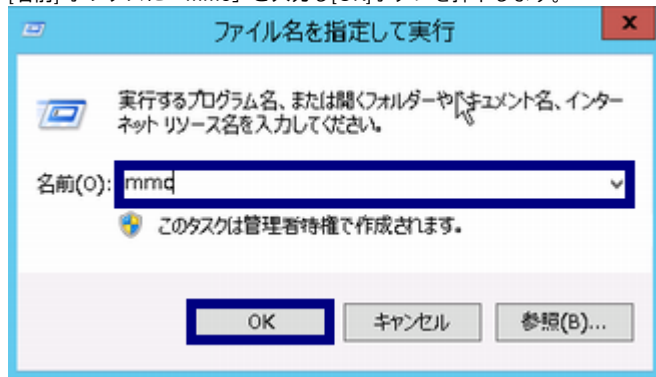 ファイル名を指定して実行
x
実行するプログラム名、または開くフォルダーやドキュメント名、インター
ネット リソース名を入力してください。
名前(O): mmc
このタスクは管理者特権で作成されます。
OK キャンセル 参照(B)...